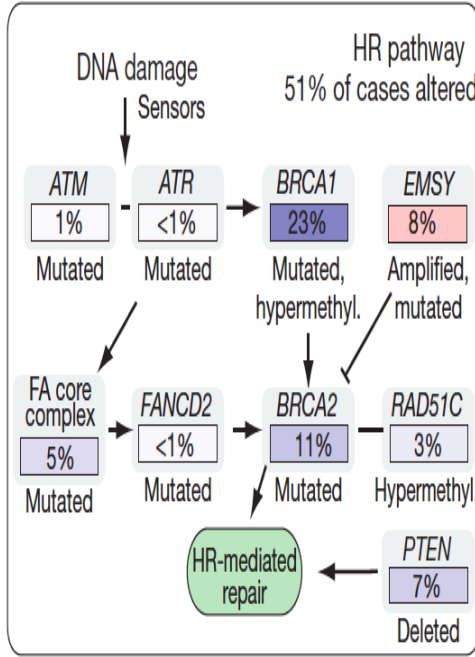 HR pathway
51% of cases altered
DNA damage
Sensors
ATM
1%
Mutated
ATR
<1%
Mutated
BRCA1
23%
Mutated,
hypermethyl.
EMSY
8%
Amplified,
mutated
FA core
complex
5%
Mutated
FANCD2
<1%
Mutated
BRCA2
11%
Mutated
RAD51C
3%
Hypermethyl.
HR-mediated
repair
PTEN
7%
Deleted